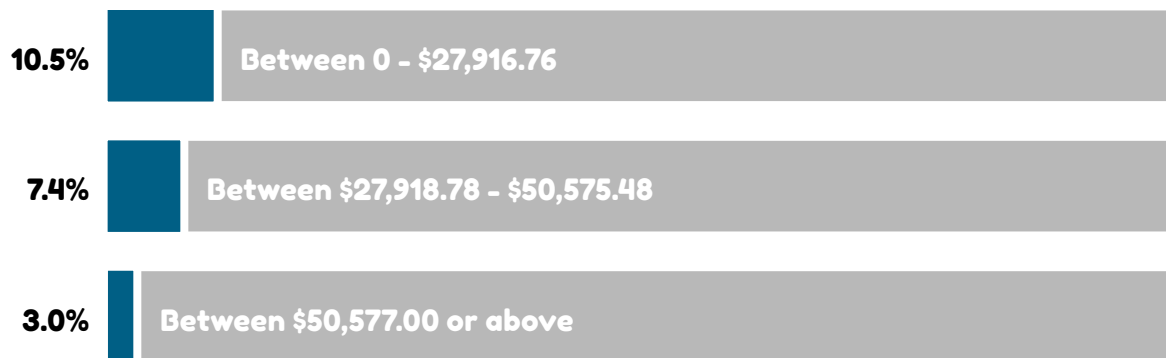 10.5% Between 0 - $27,916.76
7.4% Between $27,918.78 - $50,575.48
3.0% Between $50,577.00 or above